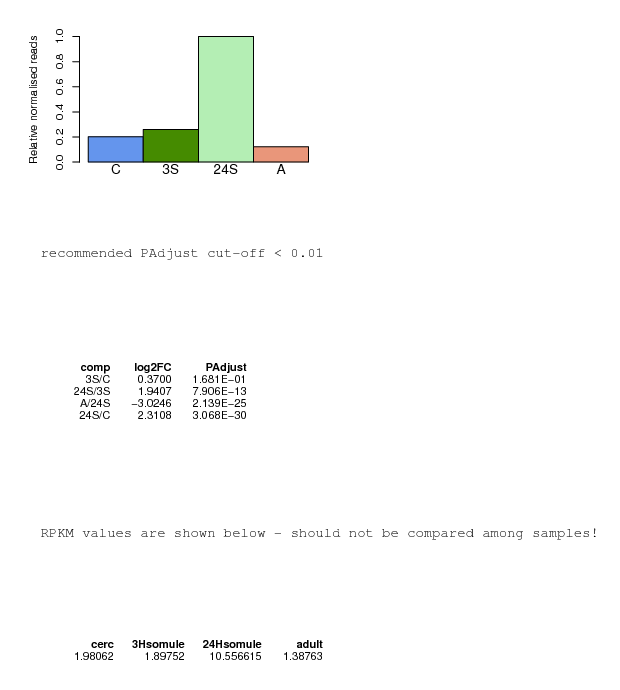 Relative normalised reads
1.0
0.8
0.6
0.4
0.2
0.0
C 3S 24S A
recommended PAdjust cut-off < 0.01
comp log2FC PAdjust
3S/C 0.3700 1.681E-01
24S/3S 1.9407 7.906E-13
A/24S -3.0246 2.139E-25
24S/C 2.3108 3.068E-30
RPKM values are shown below - should not be compared among samples!
cerc 3Hsomule 24Hsomule adult
1.98062 1.89752 10.556615 1.38763